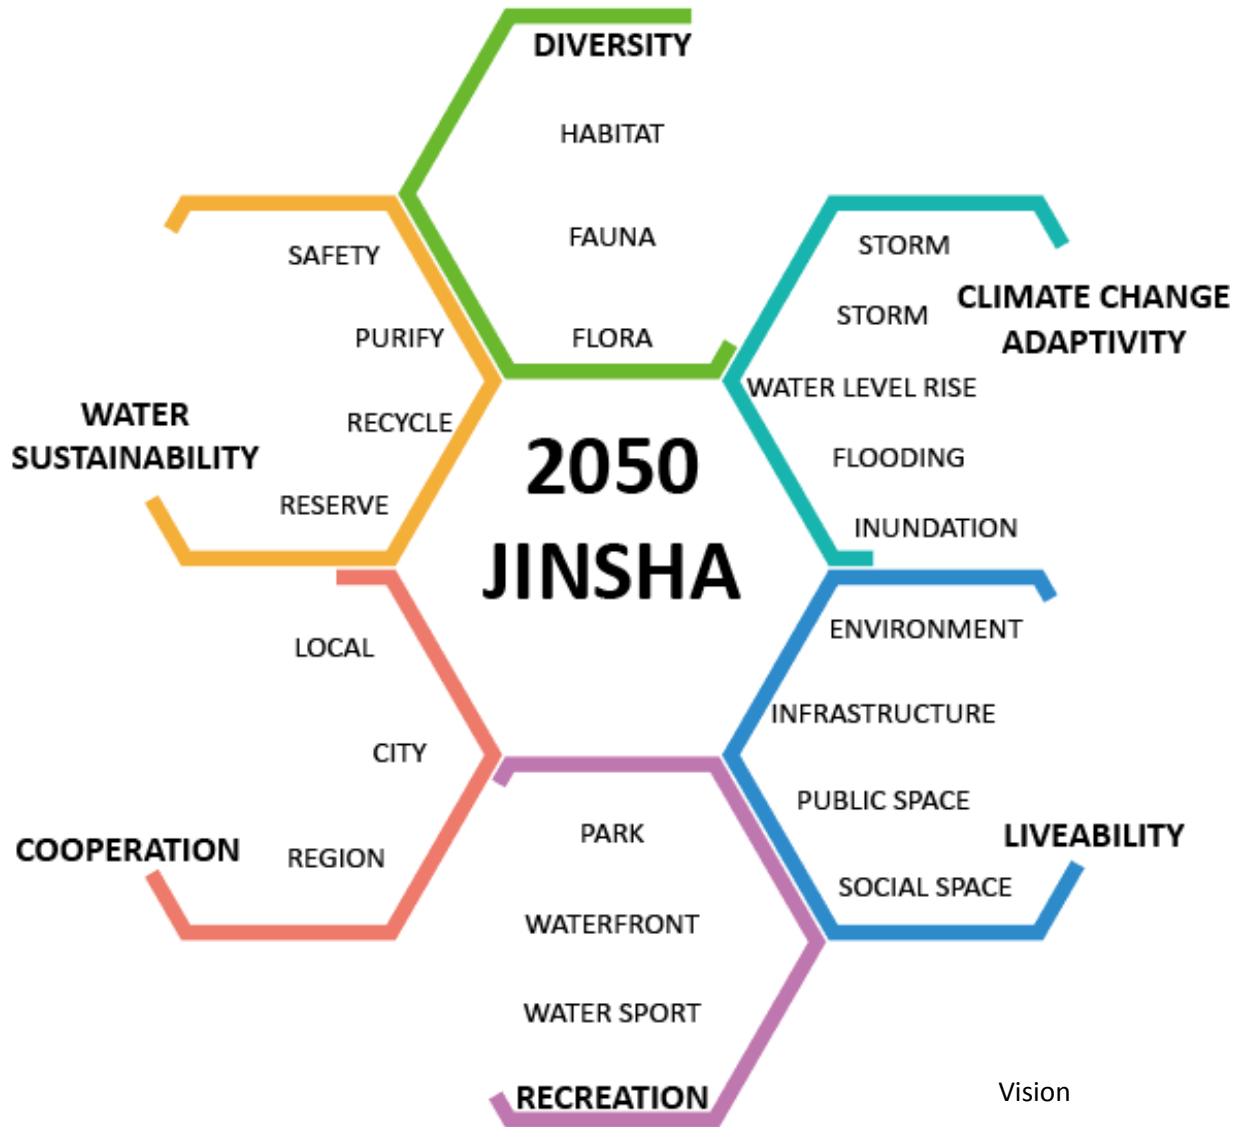 DIVERSITY
HABITAT
FAUNA
FLORA
SAFETY
PURIFY
RECYCLE
RESERVE
WATER
SUSTAINABILITY
STORM
STORM
WATER LEVEL RISE
FLOODING
INUNDATION
CLIMATE CHANGE
ADAPTIVITY
2050
JINSHA
LOCAL
CITY
REGION
COOPERATION
ENVIRONMENT
INFRASTRUCTURE
PUBLIC SPACE
SOCIAL SPACE
LIVEABILITY
PARK
WATERFRONT
WATER SPORT
RECREATION
Vision